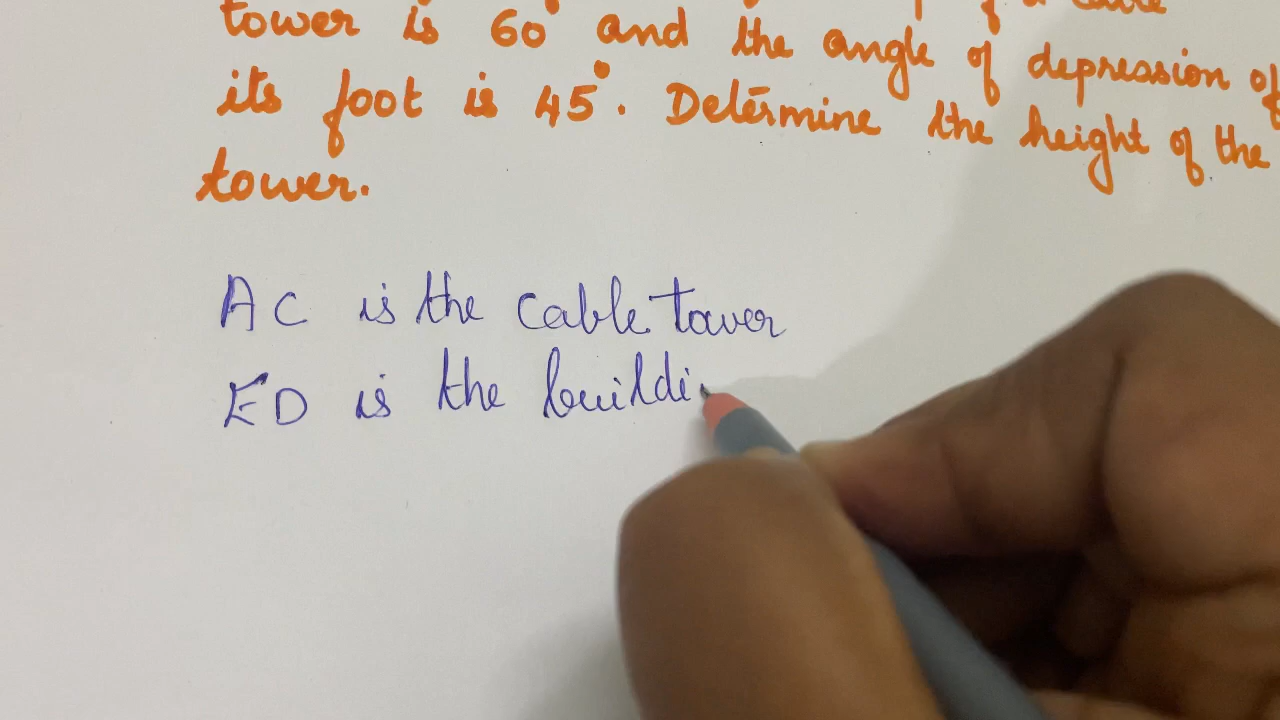 tower is 60° and the angle of depression of
its foot is 45°. Determine the height of the
tower.
AC is the cable tower
ED is the buildi